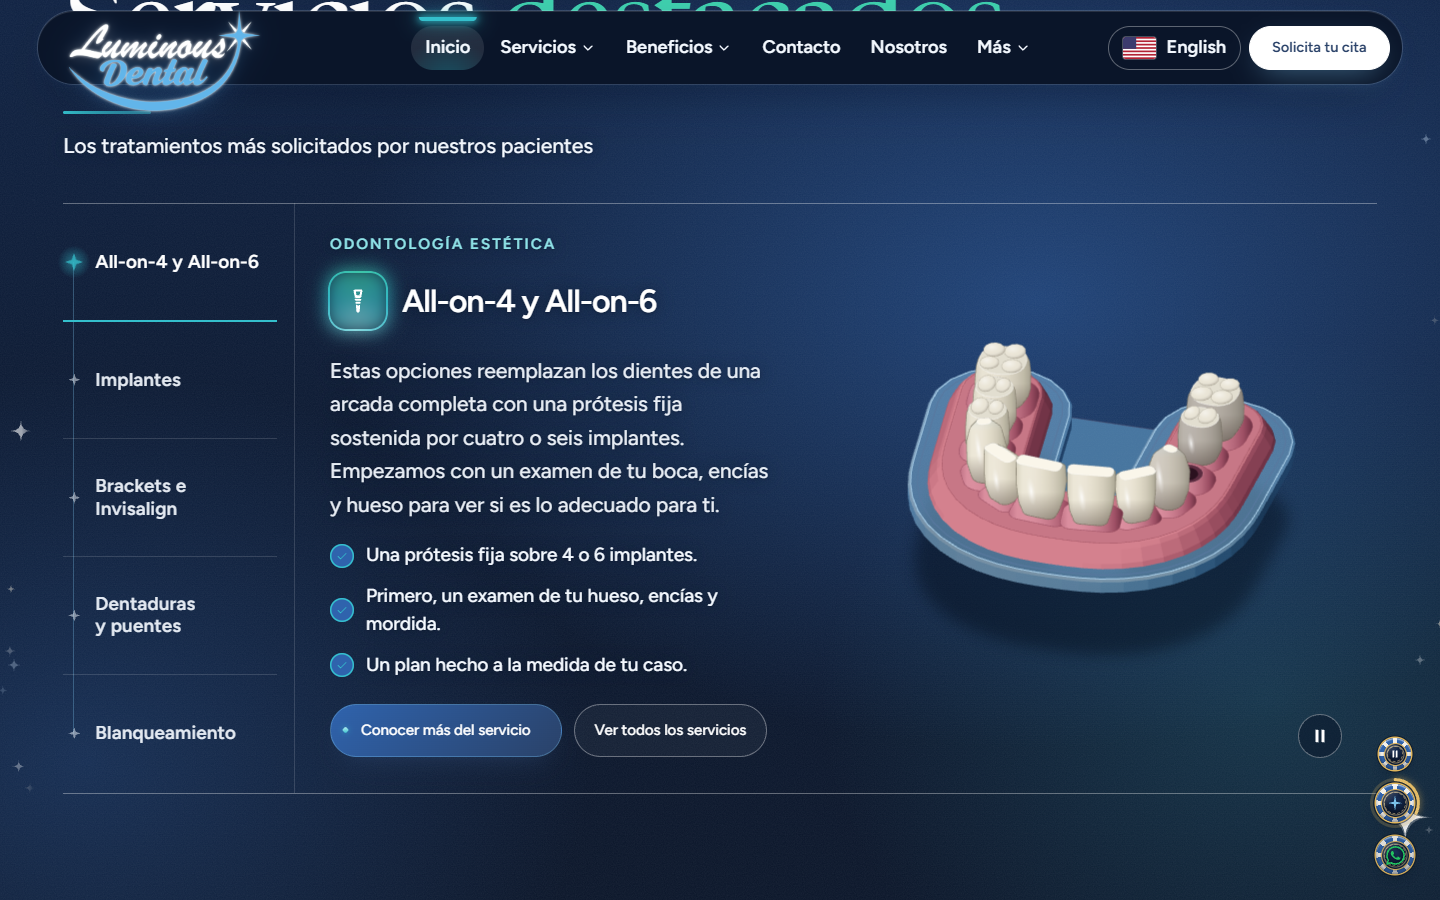 Servicios destacados
Luminous
Dental
Inicio
Servicios
Beneficios
Contacto
Nosotros
Más
English
Solicita tu cita
Los tratamientos más solicitados por nuestros pacientes
All-on-4 y All-on-6
Implantes
Brackets e
Invisalign
Dentaduras
y puentes
Blanqueamiento
ODONTOLOGÍA ESTÉTICA
All-on-4 y All-on-6
Estas opciones reemplazan los dientes de una
arcada completa con una prótesis fija
sostenida por cuatro o seis implantes.
Empezamos con un examen de tu boca, encías
y hueso para ver si es lo adecuado para ti.
Una prótesis fija sobre 4 o 6 implantes.
Primero, un examen de tu hueso, encías y
mordida.
Un plan hecho a la medida de tu caso.
Conocer más del servicio
Ver todos los servicios